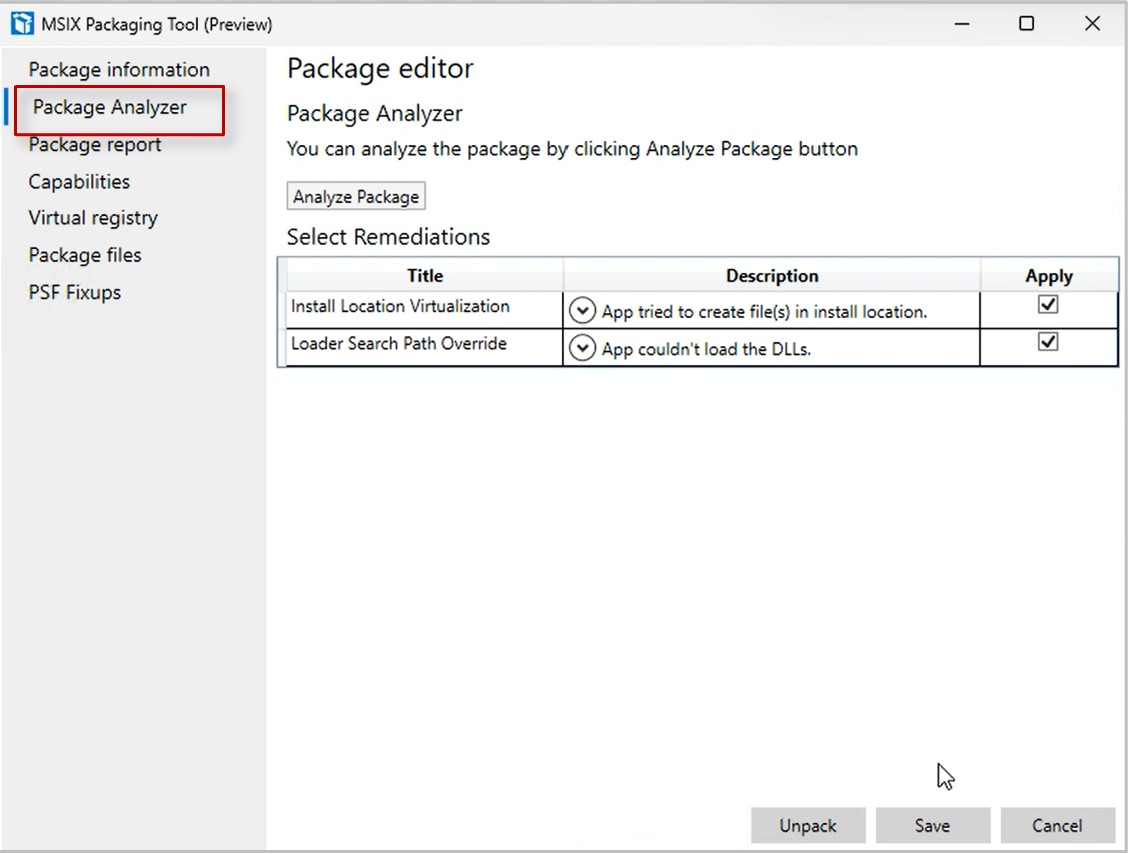 MSIX Packaging Tool (Preview)
Package information
Package Analyzer
Package report
Capabilities
Virtual registry
Package files
PSF Fixups
Package editor
Package Analyzer
You can analyze the package by clicking Analyze Package button
Analyze Package
Select Remediations
Title Description Apply
Install Location Virtualization App tried to create file(s) in install location.
Loader Search Path Override App couldn't load the DLLs.
Unpack Save Cancel